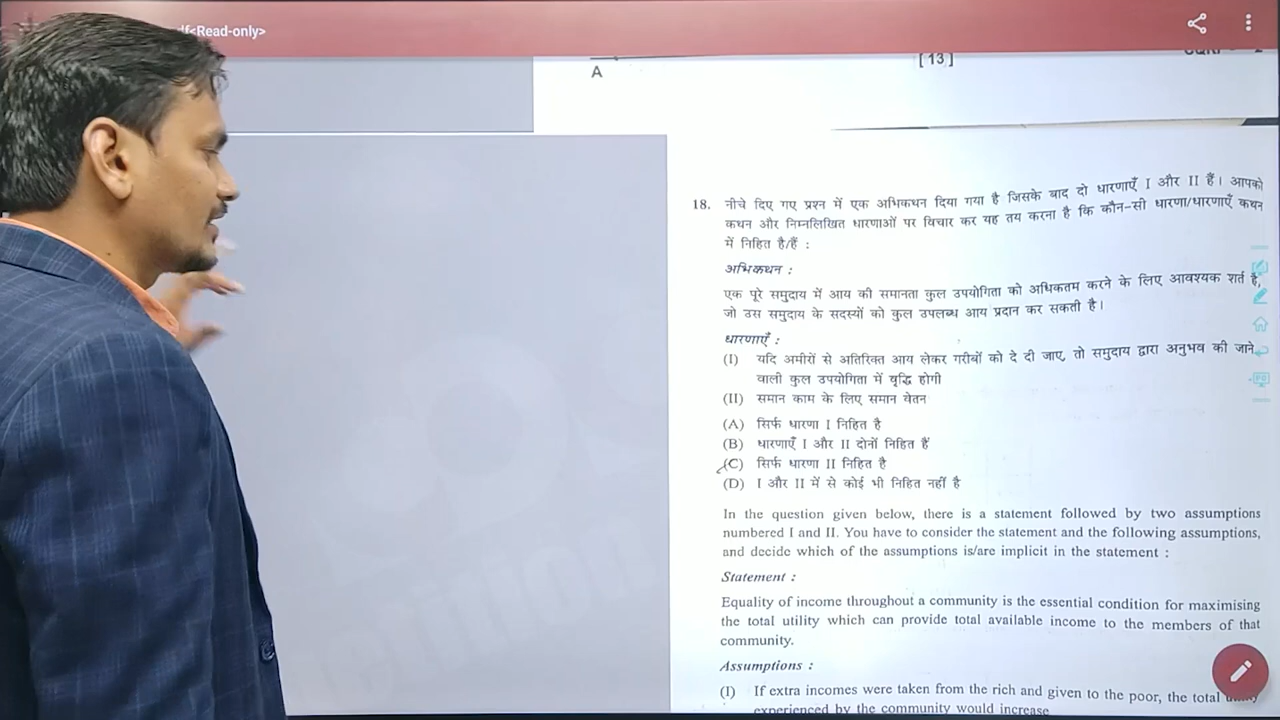 df<Read-only>
A
[ 13 ]
18. नीचे दिए गए प्रश्न में एक अभिकथन दिया गया है जिसके बाद दो धारणाएँ I और II हैं। आपको
कथन और निम्नलिखित धारणाओं पर विचार कर यह तय करना है कि कौन-सी धारणा/धारणाएँ कथन
में निहित है/हैं :
अभिकथन :
एक पूरे समुदाय में आय की समानता कुल उपयोगिता को अधिकतम करने के लिए आवश्यक शर्त है,
जो उस समुदाय के सदस्यों को कुल उपलब्ध आय प्रदान कर सकती है।
धारणाएँ :
(I) यदि अमीरों से अतिरिक्त आय लेकर गरीबों को दे दी जाए, तो समुदाय द्वारा अनुभव की जाने
वाली कुल उपयोगिता में वृद्धि होगी
(II) समान काम के लिए समान वेतन
(A) सिर्फ धारणा I निहित है
(B) धारणाएँ I और II दोनों निहित हैं
(C) सिर्फ धारणा II निहित है
(D) I और II में से कोई भी निहित नहीं है
In the question given below, there is a statement followed by two assumptions
numbered I and II. You have to consider the statement and the following assumptions,
and decide which of the assumptions is/are implicit in the statement :
Statement :
Equality of income throughout a community is the essential condition for maximising
the total utility which can provide total available income to the members of that
community.
Assumptions :
(I) If extra incomes were taken from the rich and given to the poor, the total utility
experienced by the community would increase